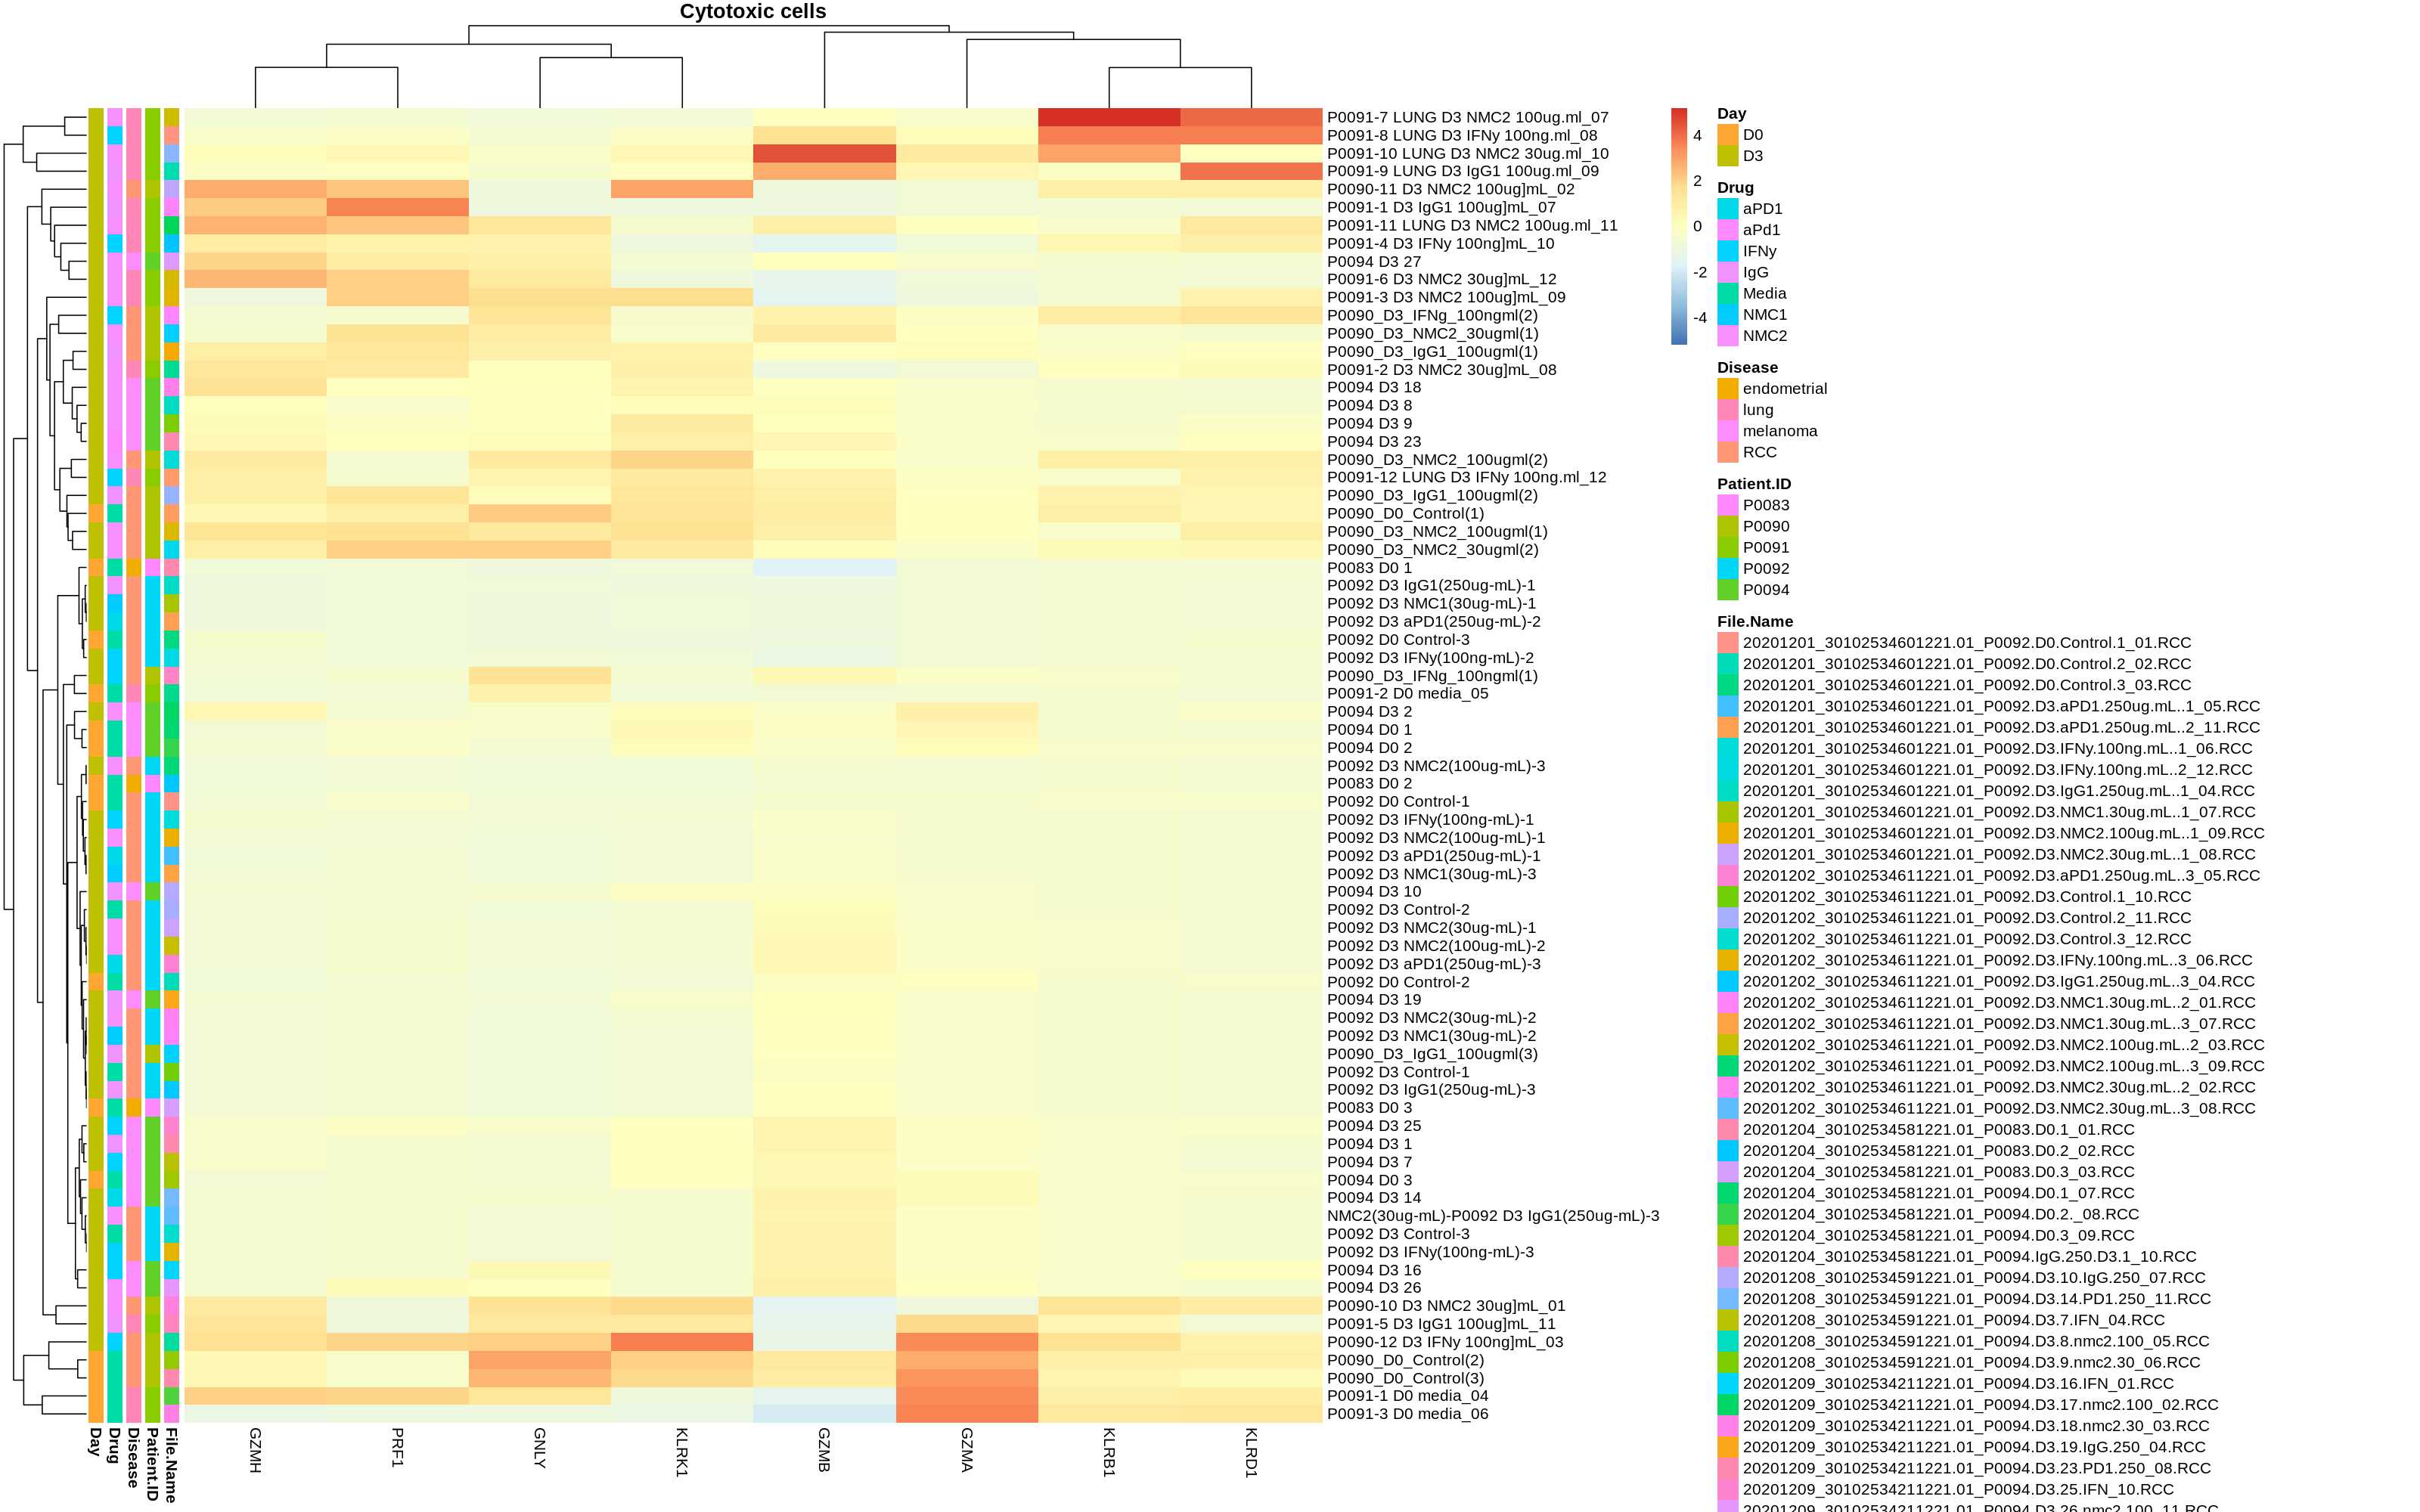 Cytotoxic cells
P0091-7 LUNG D3 NMC2 100ug.ml_07
P0091-8 LUNG D3 IFNy 100ng.ml_08
P0091-10 LUNG D3 NMC2 30ug.ml_10
P0091-9 LUNG D3 IgG1 100ug.ml_09
P0090-11 D3 NMC2 100ug]mL_02
P0091-1 D3 IgG1 100ug]mL_07
P0091-11 LUNG D3 NMC2 100ug.ml_11
P0091-4 D3 IFNy 100ng]mL_10
P0094 D3 27
P0091-6 D3 NMC2 30ug]mL_12
P0091-3 D3 NMC2 100ug]mL_09
P0090_D3_IFNg_100ngml(2)
P0090_D3_NMC2_30ugml(1)
P0090_D3_IgG1_100ugml(1)
P0091-2 D3 NMC2 30ug]mL_08
P0094 D3 18
P0094 D3 8
P0094 D3 9
P0094 D3 23
P0090_D3_NMC2_100ugml(2)
P0091-12 LUNG D3 IFNy 100ng.ml_12
P0090_D3_IgG1_100ugml(2)
P0090_D0_Control(1)
P0090_D3_NMC2_100ugml(1)
P0090_D3_NMC2_30ugml(2)
P0083 D0 1
P0092 D3 IgG1(250ug-mL)-1
P0092 D3 NMC1(30ug-mL)-1
P0092 D3 aPD1(250ug-mL)-2
P0092 D0 Control-3
P0092 D3 IFNy(100ng-mL)-2
P0090_D3_IFNg_100ngml(1)
P0091-2 D0 media_05
P0094 D3 2
P0094 D0 1
P0094 D0 2
P0092 D3 NMC2(100ug-mL)-3
P0083 D0 2
P0092 D0 Control-1
P0092 D3 IFNy(100ng-mL)-1
P0092 D3 NMC2(100ug-mL)-1
P0092 D3 aPD1(250ug-mL)-1
P0092 D3 NMC1(30ug-mL)-3
P0094 D3 10
P0092 D3 Control-2
P0092 D3 NMC2(30ug-mL)-1
P0092 D3 NMC2(100ug-mL)-2
P0092 D3 aPD1(250ug-mL)-3
P0092 D0 Control-2
P0094 D3 19
P0092 D3 NMC2(30ug-mL)-2
P0092 D3 NMC1(30ug-mL)-2
P0090_D3_IgG1_100ugml(3)
P0092 D3 Control-1
P0092 D3 IgG1(250ug-mL)-3
P0083 D0 3
P0094 D3 25
P0094 D3 1
P0094 D3 7
P0094 D0 3
P0094 D3 14
NMC2(30ug-mL)-P0092 D3 IgG1(250ug-mL)-3
P0092 D3 Control-3
P0092 D3 IFNy(100ng-mL)-3
P0094 D3 16
P0094 D3 26
P0090-10 D3 NMC2 30ug]mL_01
P0091-5 D3 IgG1 100ug]mL_11
P0090-12 D3 IFNy 100ng]mL_03
P0090_D0_Control(2)
P0090_D0_Control(3)
P0091-1 D0 media_04
P0091-3 D0 media_06
Day
Drug
Disease
Patient.ID
File.Name
GZMH
PRF1
GNLY
KLRK1
GZMB
GZMA
KLRB1
KLRD1
4
2
0
-2
-4
Day
D0
D3
Drug
aPD1
aPd1
IFNy
IgG
Media
NMC1
NMC2
Disease
endometrial
lung
melanoma
RCC
Patient.ID
P0083
P0090
P0091
P0092
P0094
File.Name
20201201_30102534601221.01_P0092.D0.Control.1_01.RCC
20201201_30102534601221.01_P0092.D0.Control.2_02.RCC
20201201_30102534601221.01_P0092.D0.Control.3_03.RCC
20201201_30102534601221.01_P0092.D3.aPD1.250ug.mL..1_05.RCC
20201201_30102534601221.01_P0092.D3.aPD1.250ug.mL..2_11.RCC
20201201_30102534601221.01_P0092.D3.IFNy.100ng.mL..1_06.RCC
20201201_30102534601221.01_P0092.D3.IFNy.100ng.mL..2_12.RCC
20201201_30102534601221.01_P0092.D3.IgG1.250ug.mL..1_04.RCC
20201201_30102534601221.01_P0092.D3.NMC1.30ug.mL..1_07.RCC
20201201_30102534601221.01_P0092.D3.NMC2.100ug.mL..1_09.RCC
20201201_30102534601221.01_P0092.D3.NMC2.30ug.mL..1_08.RCC
20201202_30102534611221.01_P0092.D3.aPD1.250ug.mL..3_05.RCC
20201202_30102534611221.01_P0092.D3.Control.1_10.RCC
20201202_30102534611221.01_P0092.D3.Control.2_11.RCC
20201202_30102534611221.01_P0092.D3.Control.3_12.RCC
20201202_30102534611221.01_P0092.D3.IFNy.100ng.mL..3_06.RCC
20201202_30102534611221.01_P0092.D3.IgG1.250ug.mL..3_04.RCC
20201202_30102534611221.01_P0092.D3.NMC1.30ug.mL..2_01.RCC
20201202_30102534611221.01_P0092.D3.NMC1.30ug.mL..3_07.RCC
20201202_30102534611221.01_P0092.D3.NMC2.100ug.mL..2_03.RCC
20201202_30102534611221.01_P0092.D3.NMC2.100ug.mL..3_09.RCC
20201202_30102534611221.01_P0092.D3.NMC2.30ug.mL..2_02.RCC
20201202_30102534611221.01_P0092.D3.NMC2.30ug.mL..3_08.RCC
20201204_30102534581221.01_P0083.D0.1_01.RCC
20201204_30102534581221.01_P0083.D0.2_02.RCC
20201204_30102534581221.01_P0083.D0.3_03.RCC
20201204_30102534581221.01_P0094.D0.1_07.RCC
20201204_30102534581221.01_P0094.D0.2._08.RCC
20201204_30102534581221.01_P0094.D0.3_09.RCC
20201204_30102534581221.01_P0094.IgG.250.D3.1_10.RCC
20201208_30102534591221.01_P0094.D3.10.IgG.250_07.RCC
20201208_30102534591221.01_P0094.D3.14.PD1.250_11.RCC
20201208_30102534591221.01_P0094.D3.7.IFN_04.RCC
20201208_30102534591221.01_P0094.D3.8.nmc2.100_05.RCC
20201208_30102534591221.01_P0094.D3.9.nmc2.30_06.RCC
20201209_30102534211221.01_P0094.D3.16.IFN_01.RCC
20201209_30102534211221.01_P0094.D3.17.nmc2.100_02.RCC
20201209_30102534211221.01_P0094.D3.18.nmc2.30_03.RCC
20201209_30102534211221.01_P0094.D3.19.IgG.250_04.RCC
20201209_30102534211221.01_P0094.D3.23.PD1.250_08.RCC
20201209_30102534211221.01_P0094.D3.25.IFN_10.RCC
20201209_30102534211221.01_P0094.D3.26.nmc2.100_11.RCC